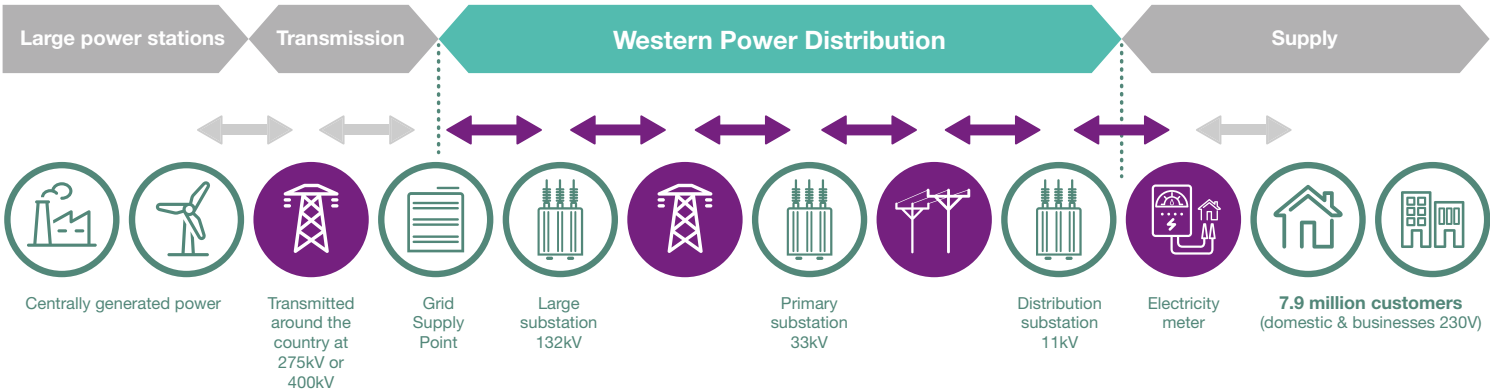 Large power stations
Transmission
Western Power Distribution
Supply
Centrally generated power
Transmitted
around the
country at
275kV or
400kV
Grid
Supply
Point
Large
substation
132kV
Primary
substation
33kV
Distribution
substation
11kV
Electricity
meter
7.9 million customers
(domestic & businesses 230V)